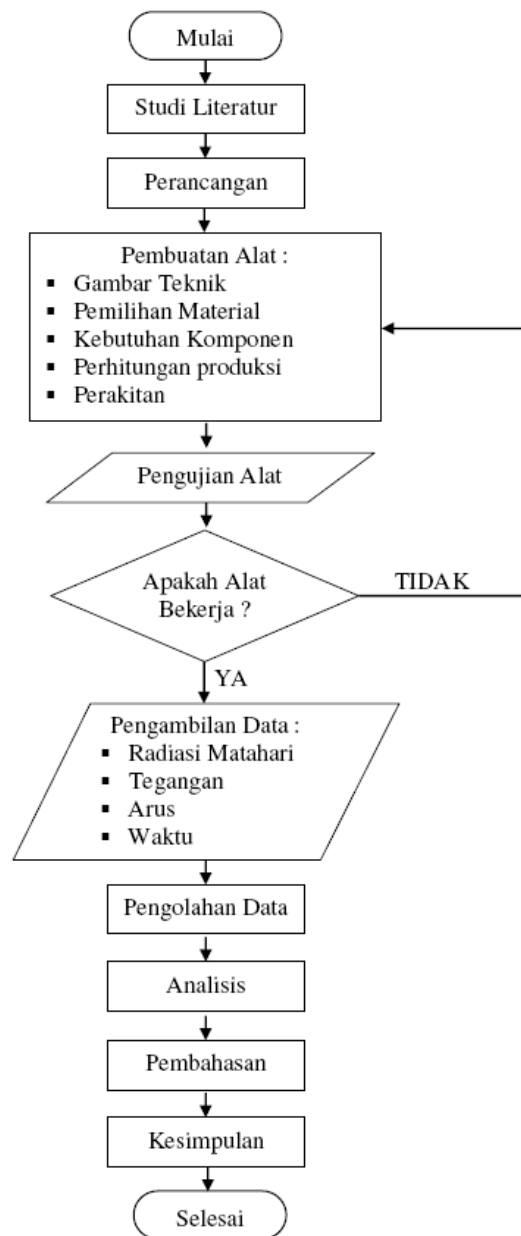 Mulai
Studi Literatur
Perancangan
Pembuatan Alat :
▪ Gambar Teknik
▪ Pemilihan Material
▪ Kebutuhan Komponen
▪ Perhitungan produksi
▪ Perakitan
Pengujian Alat
Apakah Alat
Bekerja ?
TIDAK
YA
Pengambilan Data :
▪ Radiasi Matahari
▪ Tegangan
▪ Arus
▪ Waktu
Pengolahan Data
Analisis
Pembahasan
Kesimpulan
Selesai